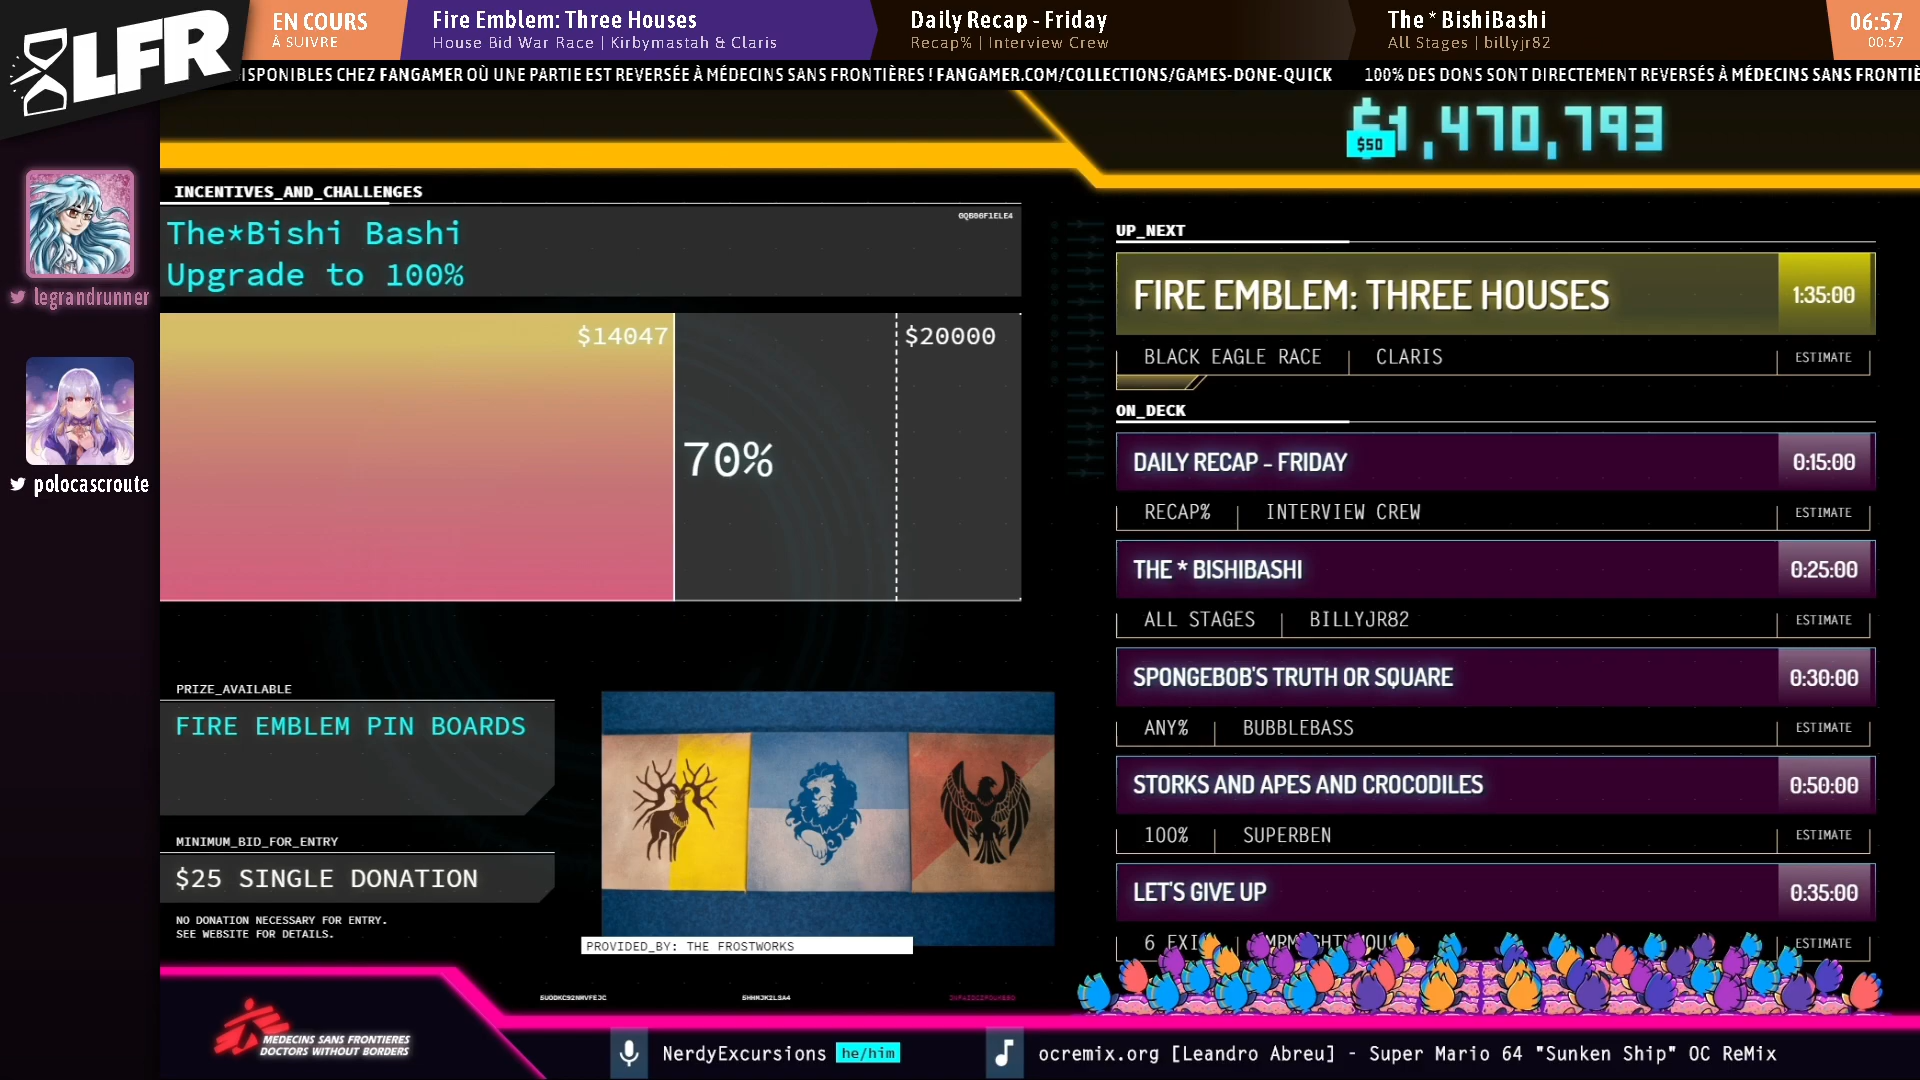 LFR
EN COURS
À SUIVRE
Fire Emblem: Three Houses
House Bid War Race | Kirbymastah & Claris
Daily Recap - Friday
Recap% | Interview Crew
The * BishiBashi
All Stages | billyjr82
06:57
00:57
ISPONIBLES CHEZ FANGAMER OÙ UNE PARTIE EST REVERSÉE À MÉDECINS SANS FRONTIÈRES ! FANGAMER.COM/COLLECTIONS/GAMES-DONE-QUICK 100% DES DONS SONT DIRECTEMENT REVERSÉS À MÉDECINS SANS FRONTIÈ
$1,470,793
$50
legrandrunner
polocascroute
INCENTIVES_AND_CHALLENGES
The*Bishi Bashi
Upgrade to 100%
0QB06F1ELE4
$14047
$20000
70%
PRIZE_AVAILABLE
FIRE EMBLEM PIN BOARDS
MINIMUM_BID_FOR_ENTRY
$25 SINGLE DONATION
NO DONATION NECESSARY FOR ENTRY.
SEE WEBSITE FOR DETAILS.
PROVIDED_BY: THE FROSTWORKS
UP_NEXT
FIRE EMBLEM: THREE HOUSES
1:35:00
BLACK EAGLE RACE
CLARIS
ESTIMATE
ON_DECK
DAILY RECAP - FRIDAY
0:15:00
RECAP%
INTERVIEW CREW
ESTIMATE
THE * BISHIBASHI
0:25:00
ALL STAGES
BILLYJR82
ESTIMATE
SPONGEBOB'S TRUTH OR SQUARE
0:30:00
ANY%
BUBBLEBASS
ESTIMATE
STORKS AND APES AND CROCODILES
0:50:00
100%
SUPERBEN
ESTIMATE
LET'S GIVE UP
0:35:00
6 EXI
ESTIMATE
MEDECINS SANS FRONTIERES
DOCTORS WITHOUT BORDERS
NerdyExcursions he/him
ocremix.org [Leandro Abreu] - Super Mario 64 "Sunken Ship" OC ReMix